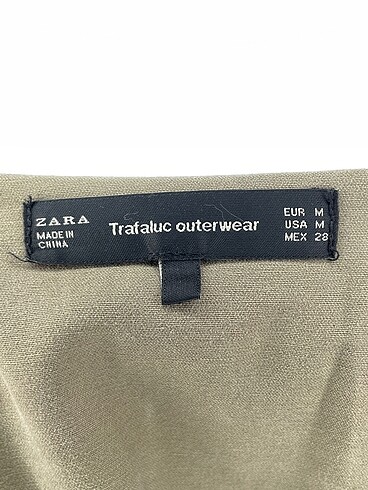 ZARA
MADE IN
CHINA
Trafaluc outerwear
EUR M
USA M
MEX 28